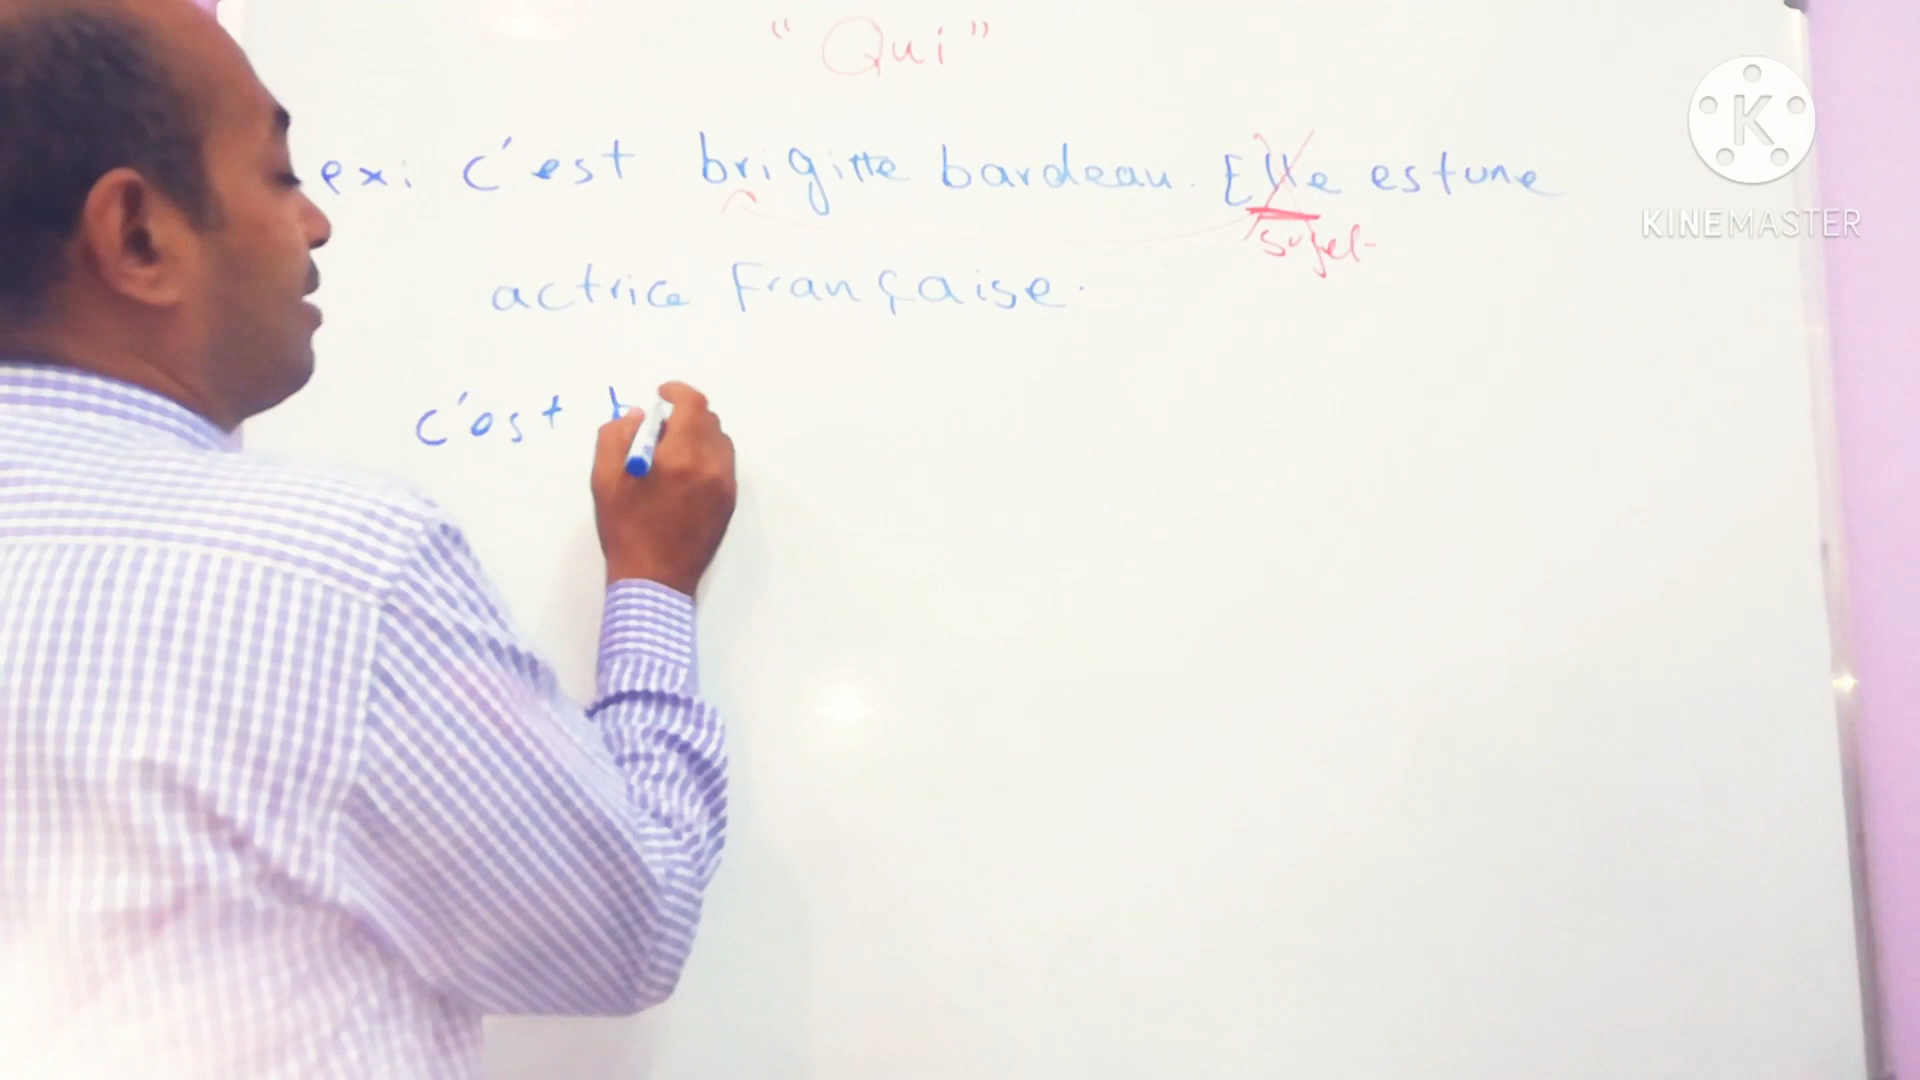 "Qui"
ex: c'est brigitte bardeau. Elle est une
sujet
actrice Française.
c'est b
K
KINEMASTER